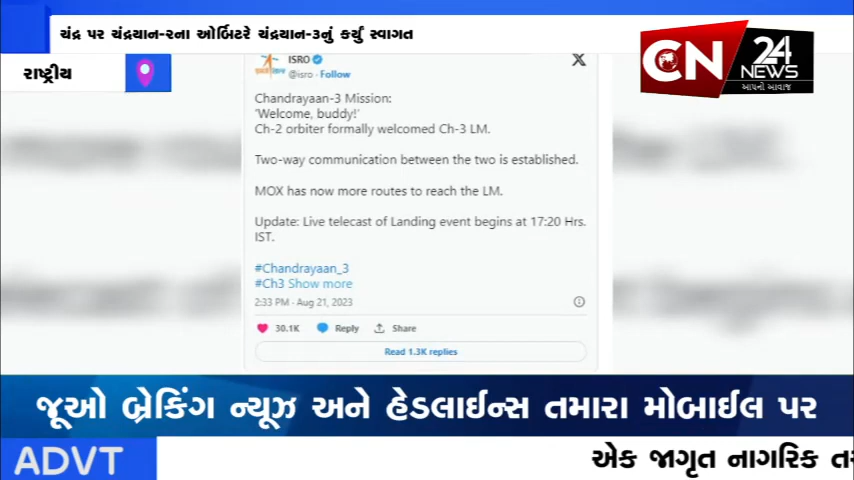 ચંદ્ર પર ચંદ્રયાન-૨ના ઓર્બિટરે ચંદ્રયાન-૩નું કર્યું સ્વાગત
રાષ્ટ્રીય
CN 24 NEWS
આપનો અવાજ
ISRO
@isro · Follow
Chandrayaan-3 Mission:
'Welcome, buddy!'
Ch-2 orbiter formally welcomed Ch-3 LM.
Two-way communication between the two is established.
MOX has now more routes to reach the LM.
Update: Live telecast of Landing event begins at 17:20 Hrs.
IST.
#Chandrayaan_3
#Ch3 Show more
2:33 PM · Aug 21, 2023
30.1K Reply Share
Read 1.3K replies
જૂઓ બ્રેકિંગ ન્યૂઝ અને હેડલાઈન્સ તમારા મોબાઈલ પર
ADVT
એક જાગૃત નાગરિક